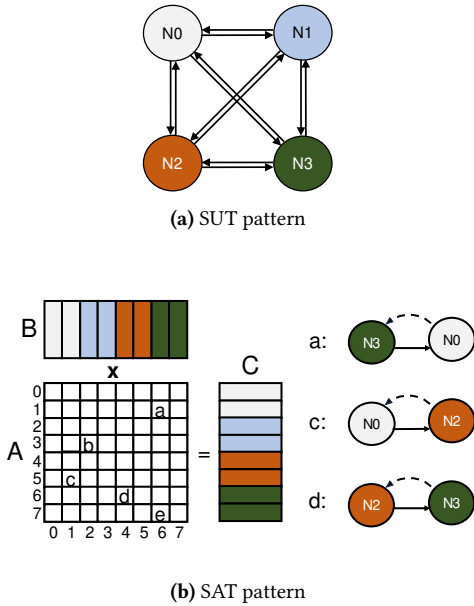 N0 N1
N2 N3
(a) SUT pattern
B
x
C
A
=
0
1 a
2
3 b
4
5 c
6 d
7 e
0 1 2 3 4 5 6 7
a: N3 N0
c: N0 N2
d: N2 N3
(b) SAT pattern